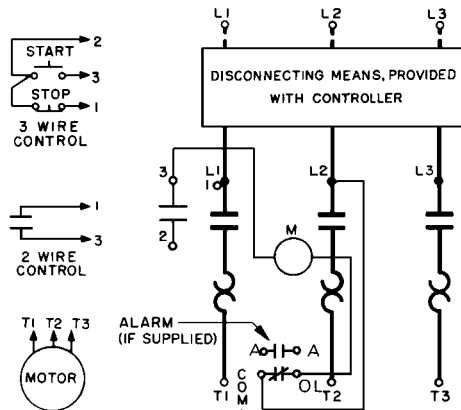 L1 L2 L3
2
START
3
STOP
1
3 WIRE
CONTROL
DISCONNECTING MEANS, PROVIDED
WITH CONTROLLER
3 L1 L2 L3
1
2
M
1
3
2 WIRE
CONTROL
T1 T2 T3
MOTOR
ALARM
(IF SUPPLIED)
A A
COM.
OL
T1 T2 T3